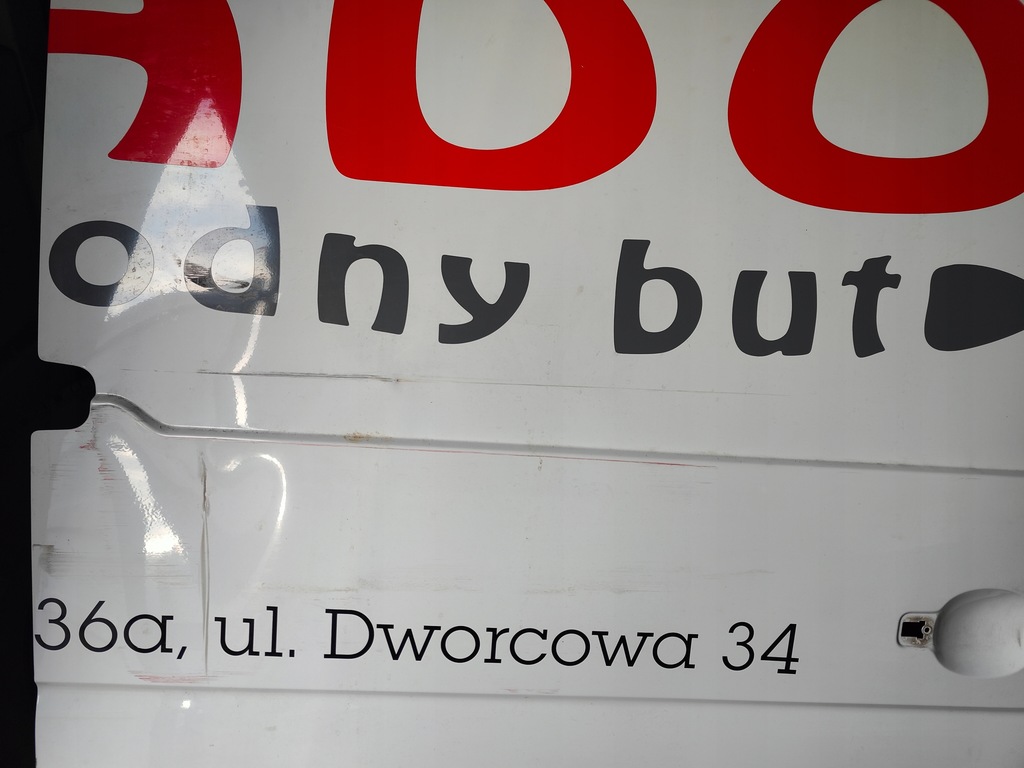 odny but
36a, ul. Dworcowa 34